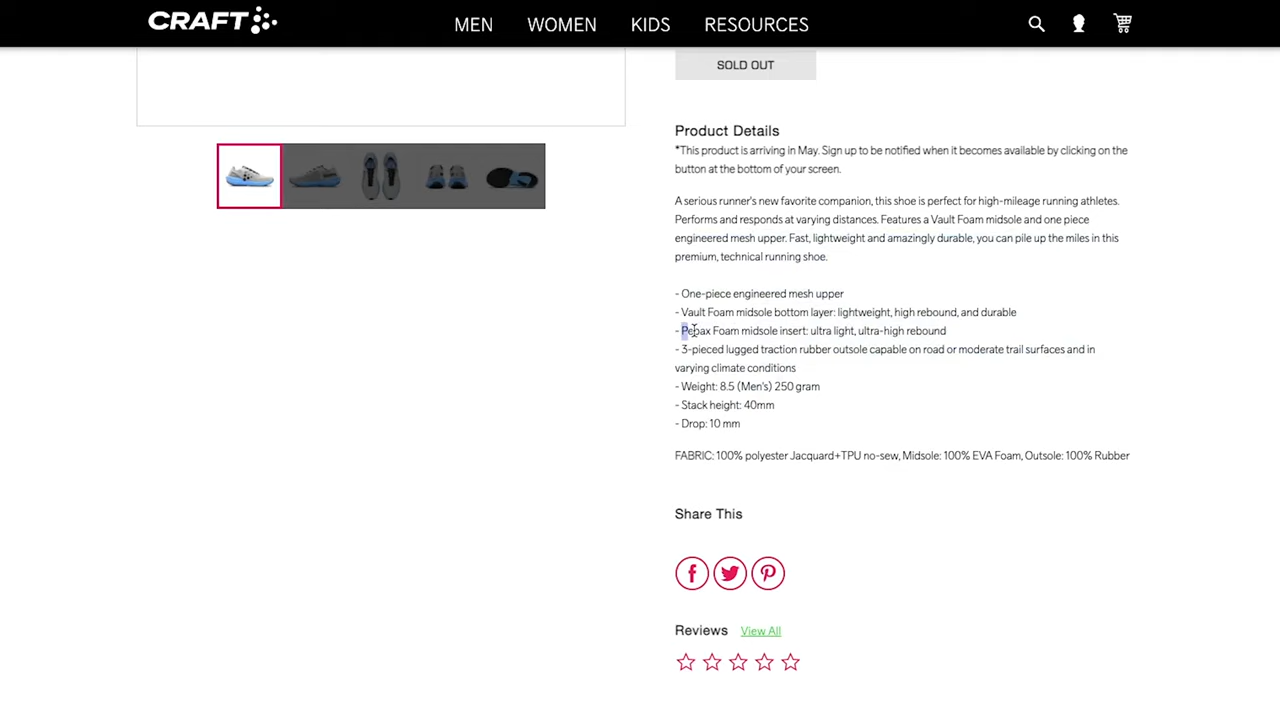 CRAFT
MEN
WOMEN
KIDS
RESOURCES
SOLD OUT
Product Details
*This product is arriving in May. Sign up to be notified when it becomes available by clicking on the
button at the bottom of your screen.
A serious runner's new favorite companion, this shoe is perfect for high-mileage running athletes.
Performs and responds at varying distances. Features a Vault Foam midsole and one piece
engineered mesh upper. Fast, lightweight and amazingly durable, you can pile up the miles in this
premium, technical running shoe.
- One-piece engineered mesh upper
- Vault Foam midsole bottom layer: lightweight, high rebound, and durable
- Pebax Foam midsole insert: ultra light, ultra-high rebound
- 3-pieced lugged traction rubber outsole capable on road or moderate trail surfaces and in
varying climate conditions
- Weight: 8.5 (Men's) 250 gram
- Stack height: 40mm
- Drop: 10 mm
FABRIC: 100% polyester Jacquard+TPU no-sew, Midsole: 100% EVA Foam, Outsole: 100% Rubber
Share This
Reviews View All